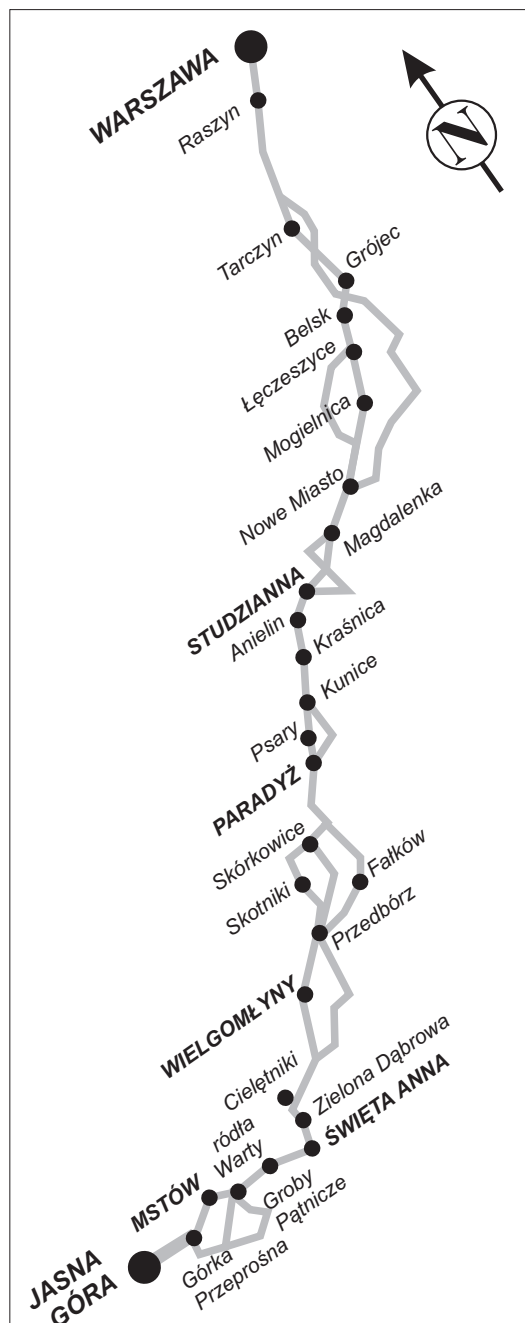 WARSZAWA
Raszyn
N
Tarczyn
Grójec
Belsk
Łęczeszyce
Mogielnica
Nowe Miasto
Magdalenka
STUDZIANNA
Anielin
Kraśnica
Kunice
Psary
PARADYŻ
Skórkowice
Fałków
Skotniki
Przedbórz
WIELGOMŁYNY
Cielętniki
Zielona Dąbrowa
ŚWIĘTA ANNA
ródła
Warty
MSTÓW
Groby
Pątnicze
Górka
Przeprośna
JASNA
GÓRA